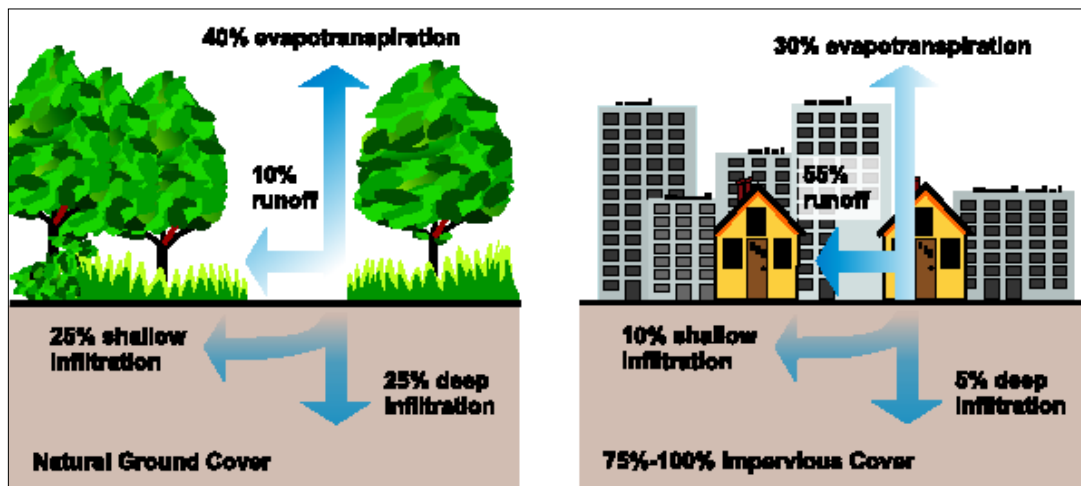 40% evapotranspiration
10%
runoff
25% shallow
infiltration
25% deep
infiltration
Natural Ground Cover
30% evapotranspiration
55%
runoff
10% shallow
infiltration
5% deep
infiltration
75%-100% Impervious Cover